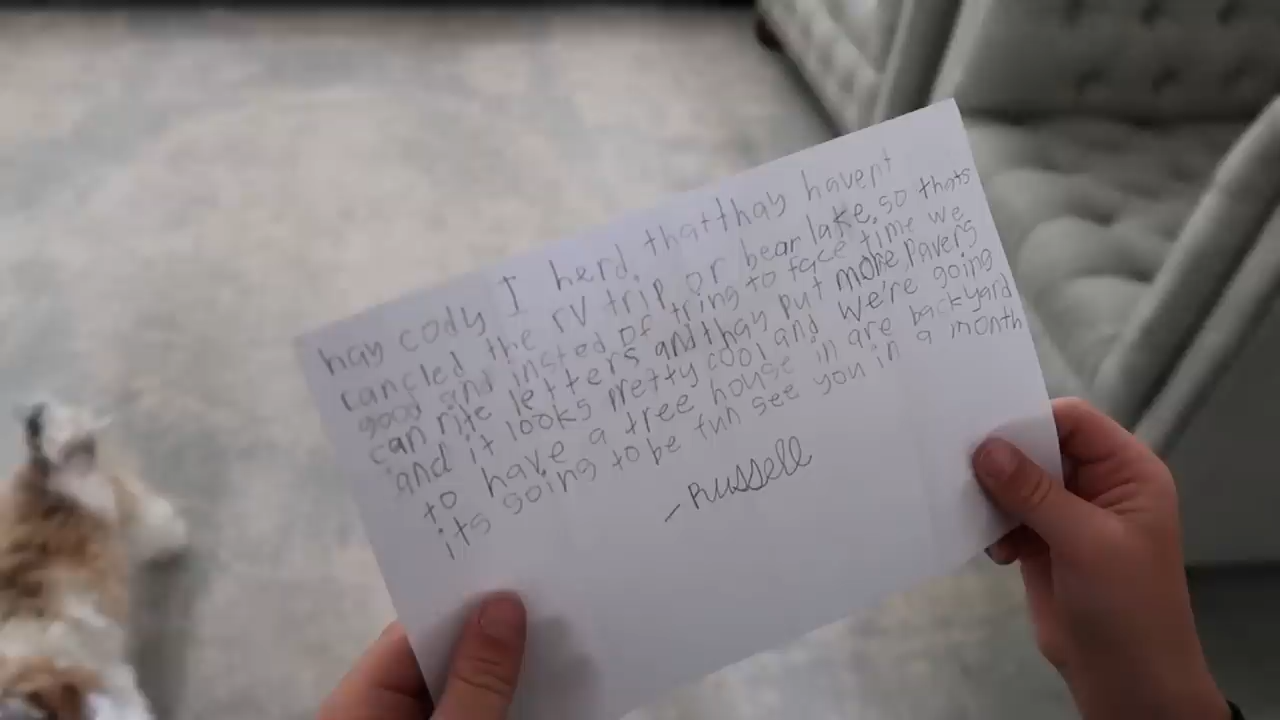 hay cody I herd, that thay havent
cancled the rv trip or bear lake, so thats
good and insted of tring to face time we
can rite letters and thay put more pavers
and it looks pretty cool and we're going
to have a tree house in are backyard
its going to be fun see you in a month
- Russell